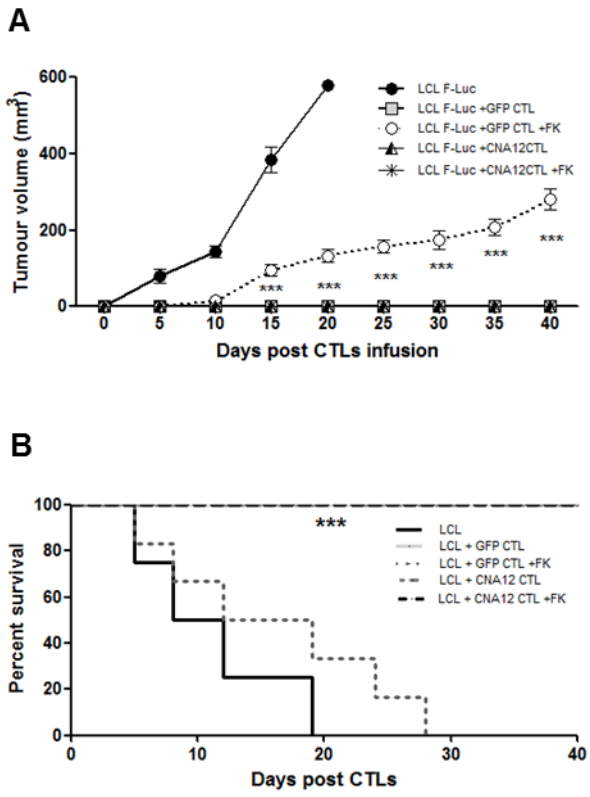 A
600
400
200
0
Tumour volume (mm3)
LCL F-Luc
LCL F-Luc +GFP CTL
LCL F-Luc +GFP CTL +FK
LCL F-Luc +CNA12CTL
LCL F-Luc +CNA12CTL +FK
*** *** *** *** *** ***
0 5 10 15 20 25 30 35 40
Days post CTLs infusion
B
100
80
60
40
20
0
Percent survival
***
LCL
LCL + GFP CTL
LCL + GFP CTL +FK
LCL + CNA12 CTL
LCL + CNA12 CTL +FK
0 10 20 30 40
Days post CTLs